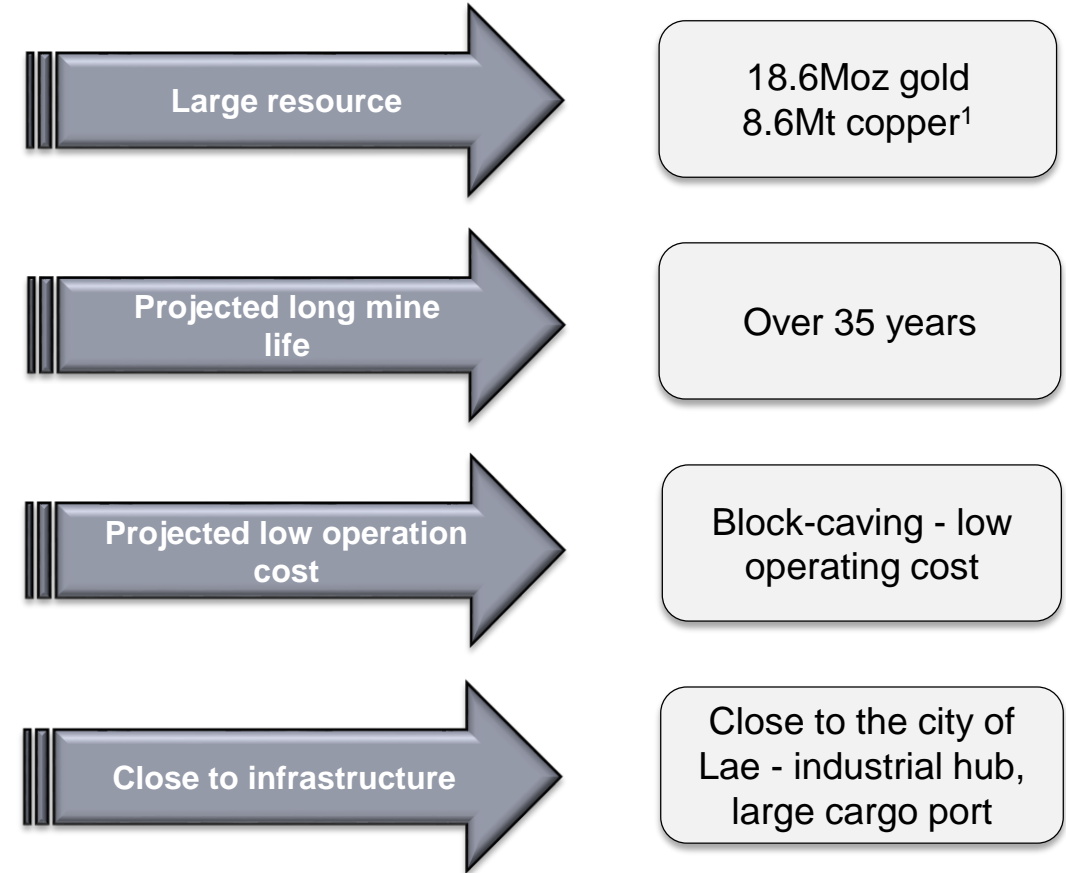 Large resource
18.6Moz gold
8.6Mt copper¹
Projected long mine
life
Over 35 years
Projected low operation
cost
Block-caving - low
operating cost
Close to infrastructure
Close to the city of
Lae - industrial hub,
large cargo port